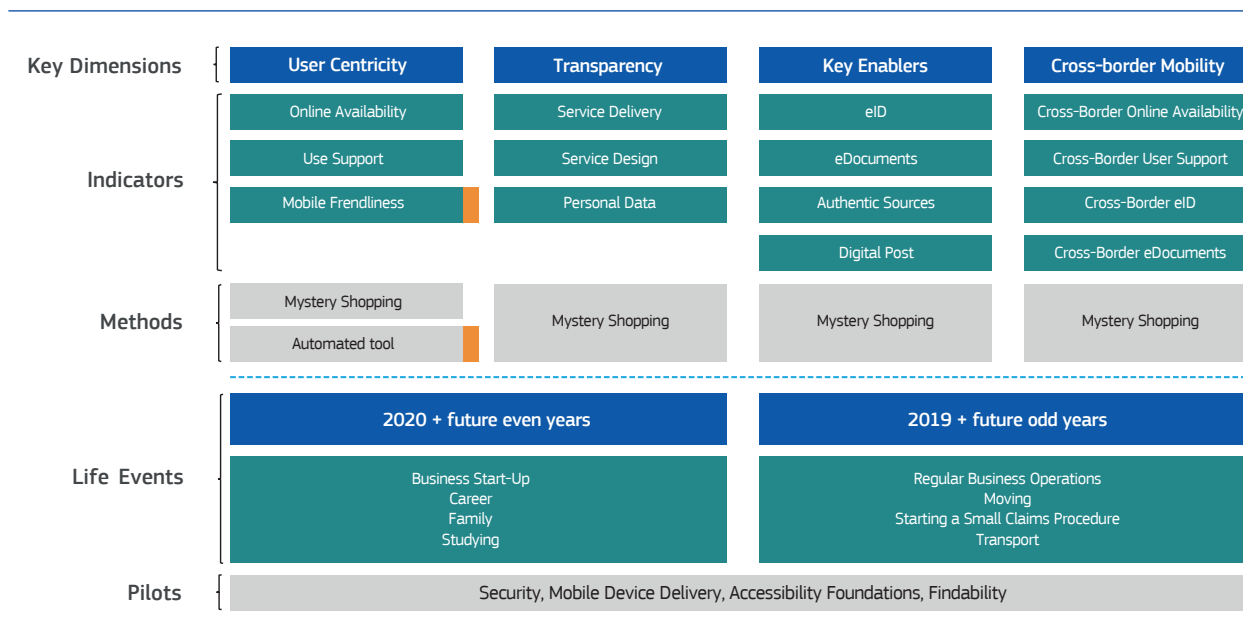 Key Dimensions
User Centricity
Transparency
Key Enablers
Cross-border Mobility
Indicators
Online Availability
Service Delivery
eID
Cross-Border Online Availability
Use Support
Service Design
eDocuments
Cross-Border User Support
Mobile Frendliness
Personal Data
Authentic Sources
Cross-Border eID
Digital Post
Cross-Border eDocuments
Methods
Mystery Shopping
Automated tool
Mystery Shopping
Mystery Shopping
Mystery Shopping
Life Events
2020 + future even years
2019 + future odd years
Business Start-Up
Career
Family
Studying
Regular Business Operations
Moving
Starting a Small Claims Procedure
Transport
Pilots
Security, Mobile Device Delivery, Accessibility Foundations, Findability